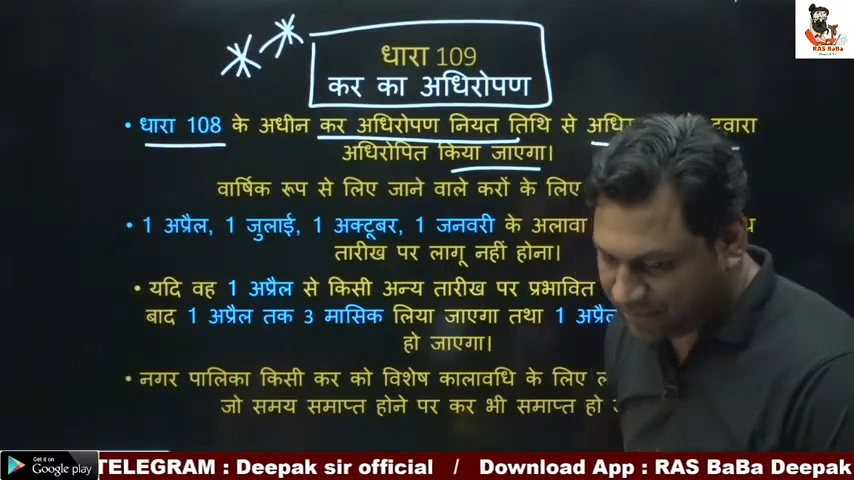 RAS BaBa
धारा 109
कर का अधिरोपण
• धारा 108 के अधीन कर अधिरोपण नियत तिथि से
अधिरोपित किया जाएगा।
वार्षिक रूप से लिए जाने वाले करों के लिए
• 1 अप्रैल, 1 जुलाई, 1 अक्टूबर, 1 जनवरी के अलावा
तारीख पर लागू नहीं होना।
• यदि वह 1 अप्रैल से किसी अन्य तारीख पर प्रभावित
बाद 1 अप्रैल तक 3 मासिक लिया जाएगा तथा 1 अप्रैल
हो जाएगा।
• नगर पालिका किसी कर को विशेष कालावधि के लिए
जो समय समाप्त होने पर कर भी समाप्त हो
GET IT ON
Google play
TELEGRAM : Deepak sir official / Download App : RAS BaBa Deepak